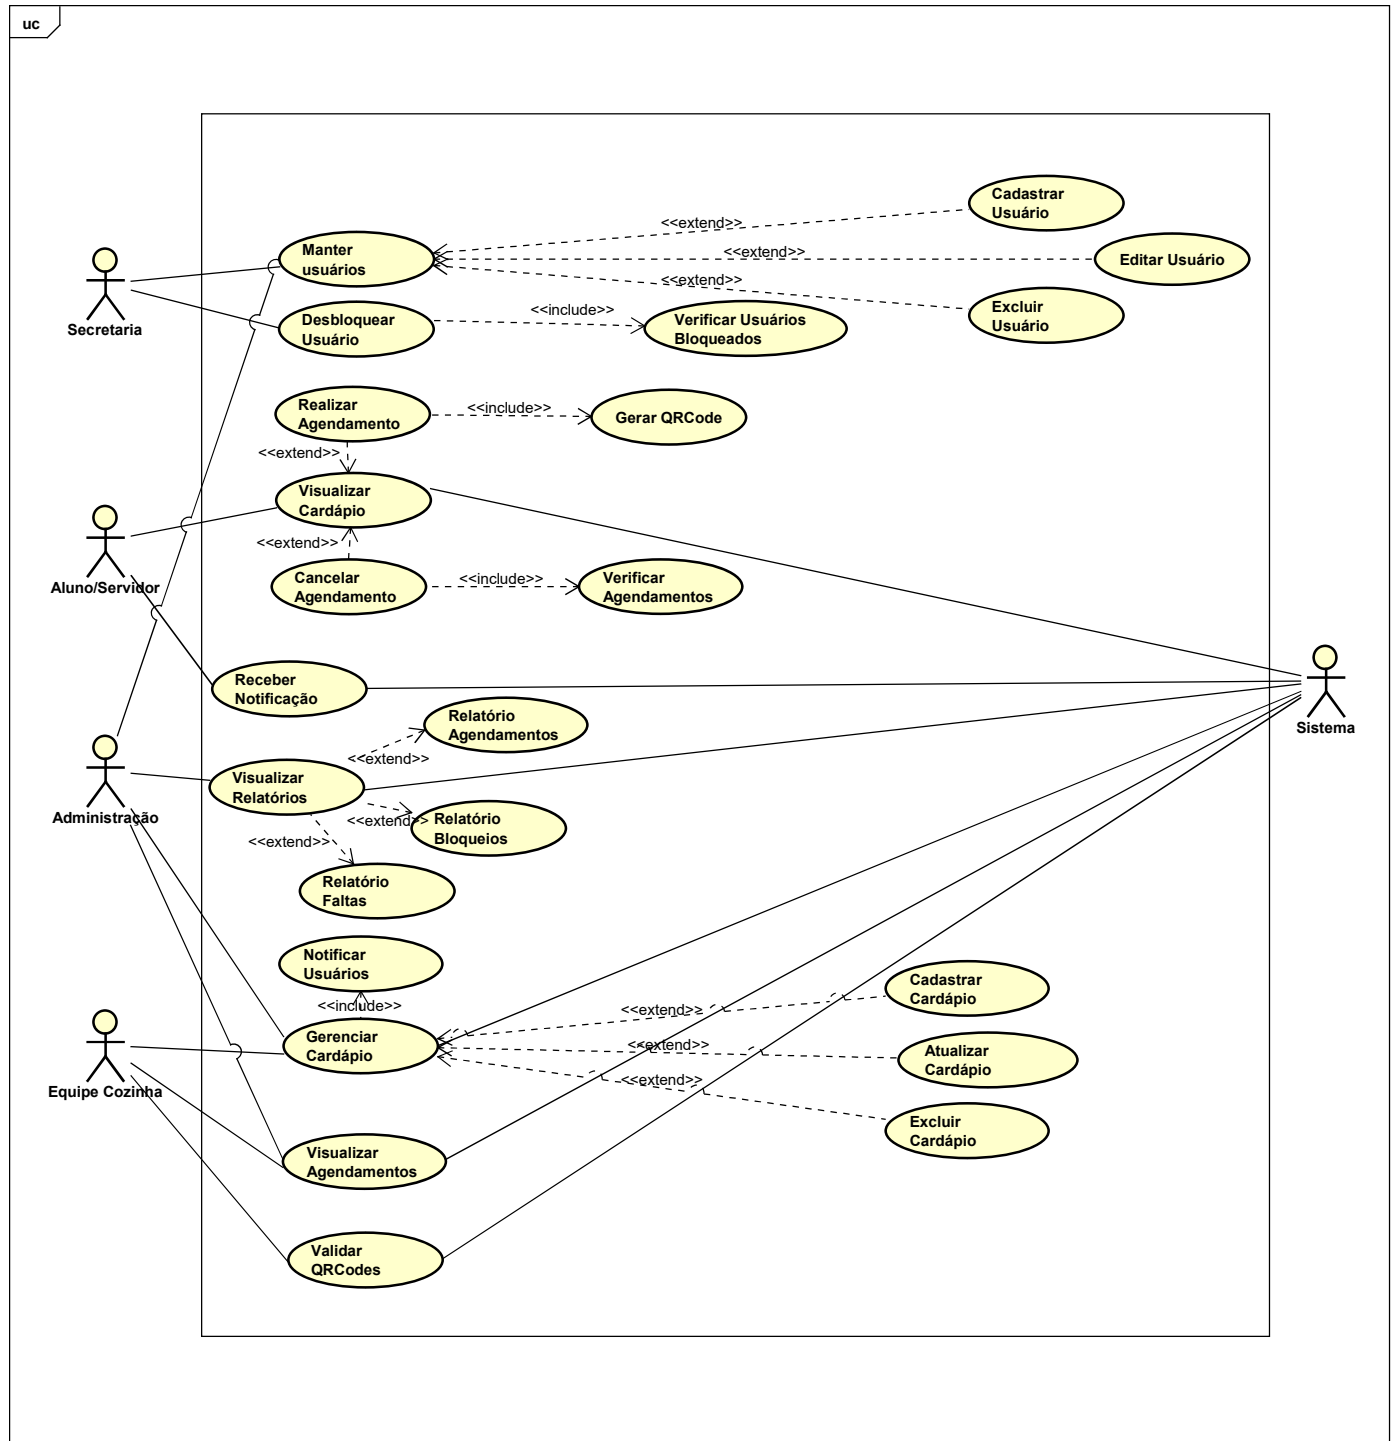 uc
Cadastrar
Usuário
<<extend>>
Manter
usuários
<<extend>>
Editar Usuário
<<extend>>
Secretaria
Desbloquear
Usuário
<<include>>
Verificar Usuários
Bloqueados
Excluir
Usuário
Realizar
Agendamento
<<include>>
Gerar QRCode
<<extend>>
Visualizar
Cardápio
<<extend>>
Aluno/Servidor
Cancelar
Agendamento
<<include>>
Verificar
Agendamentos
Receber
Notificação
Sistema
Relatório
Agendamentos
<<extend>>
Visualizar
Relatórios
Administração
<<extend>>
Relatório
Bloqueios
<<extend>>
Relatório
Faltas
Notificar
Usuários
<<include>>
Gerenciar
Cardápio
<<extend>>
Cadastrar
Cardápio
<<extend>>
Atualizar
Cardápio
<<extend>>
Excluir
Cardápio
Equipe Cozinha
Visualizar
Agendamentos
Validar
QRCodes